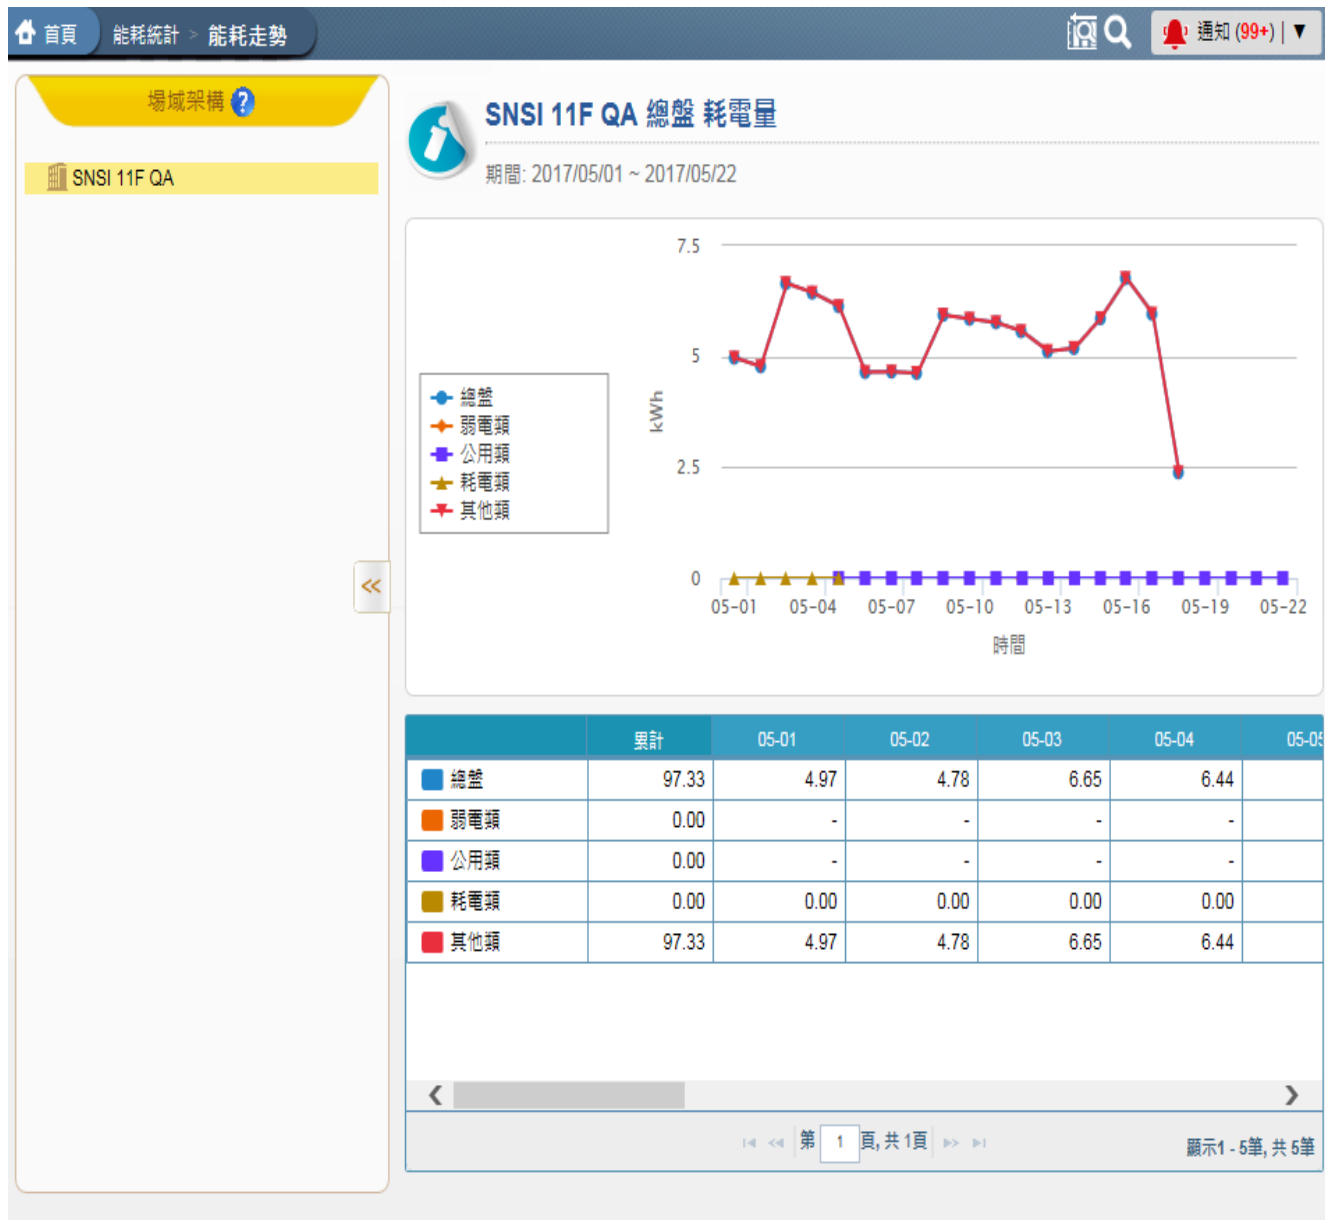 首頁 能耗統計 > 能耗走勢 通知 (99+) | ▼
場域架構 ?
SNSI 11F QA
SNSI 11F QA 總盤 耗電量
期間: 2017/05/01 ~ 2017/05/22
總盤
弱電類
公用類
耗電類
其他類
kWh
7.5
5
2.5
0
05-01 05-04 05-07 05-10 05-13 05-16 05-19 05-22
時間
累計 05-01 05-02 05-03 05-04 05-05
總盤 97.33 4.97 4.78 6.65 6.44
弱電類 0.00 - - - -
公用類 0.00 - - - -
耗電類 0.00 0.00 0.00 0.00 0.00
其他類 97.33 4.97 4.78 6.65 6.44
第 1 頁, 共 1頁
顯示1 - 5筆, 共 5筆